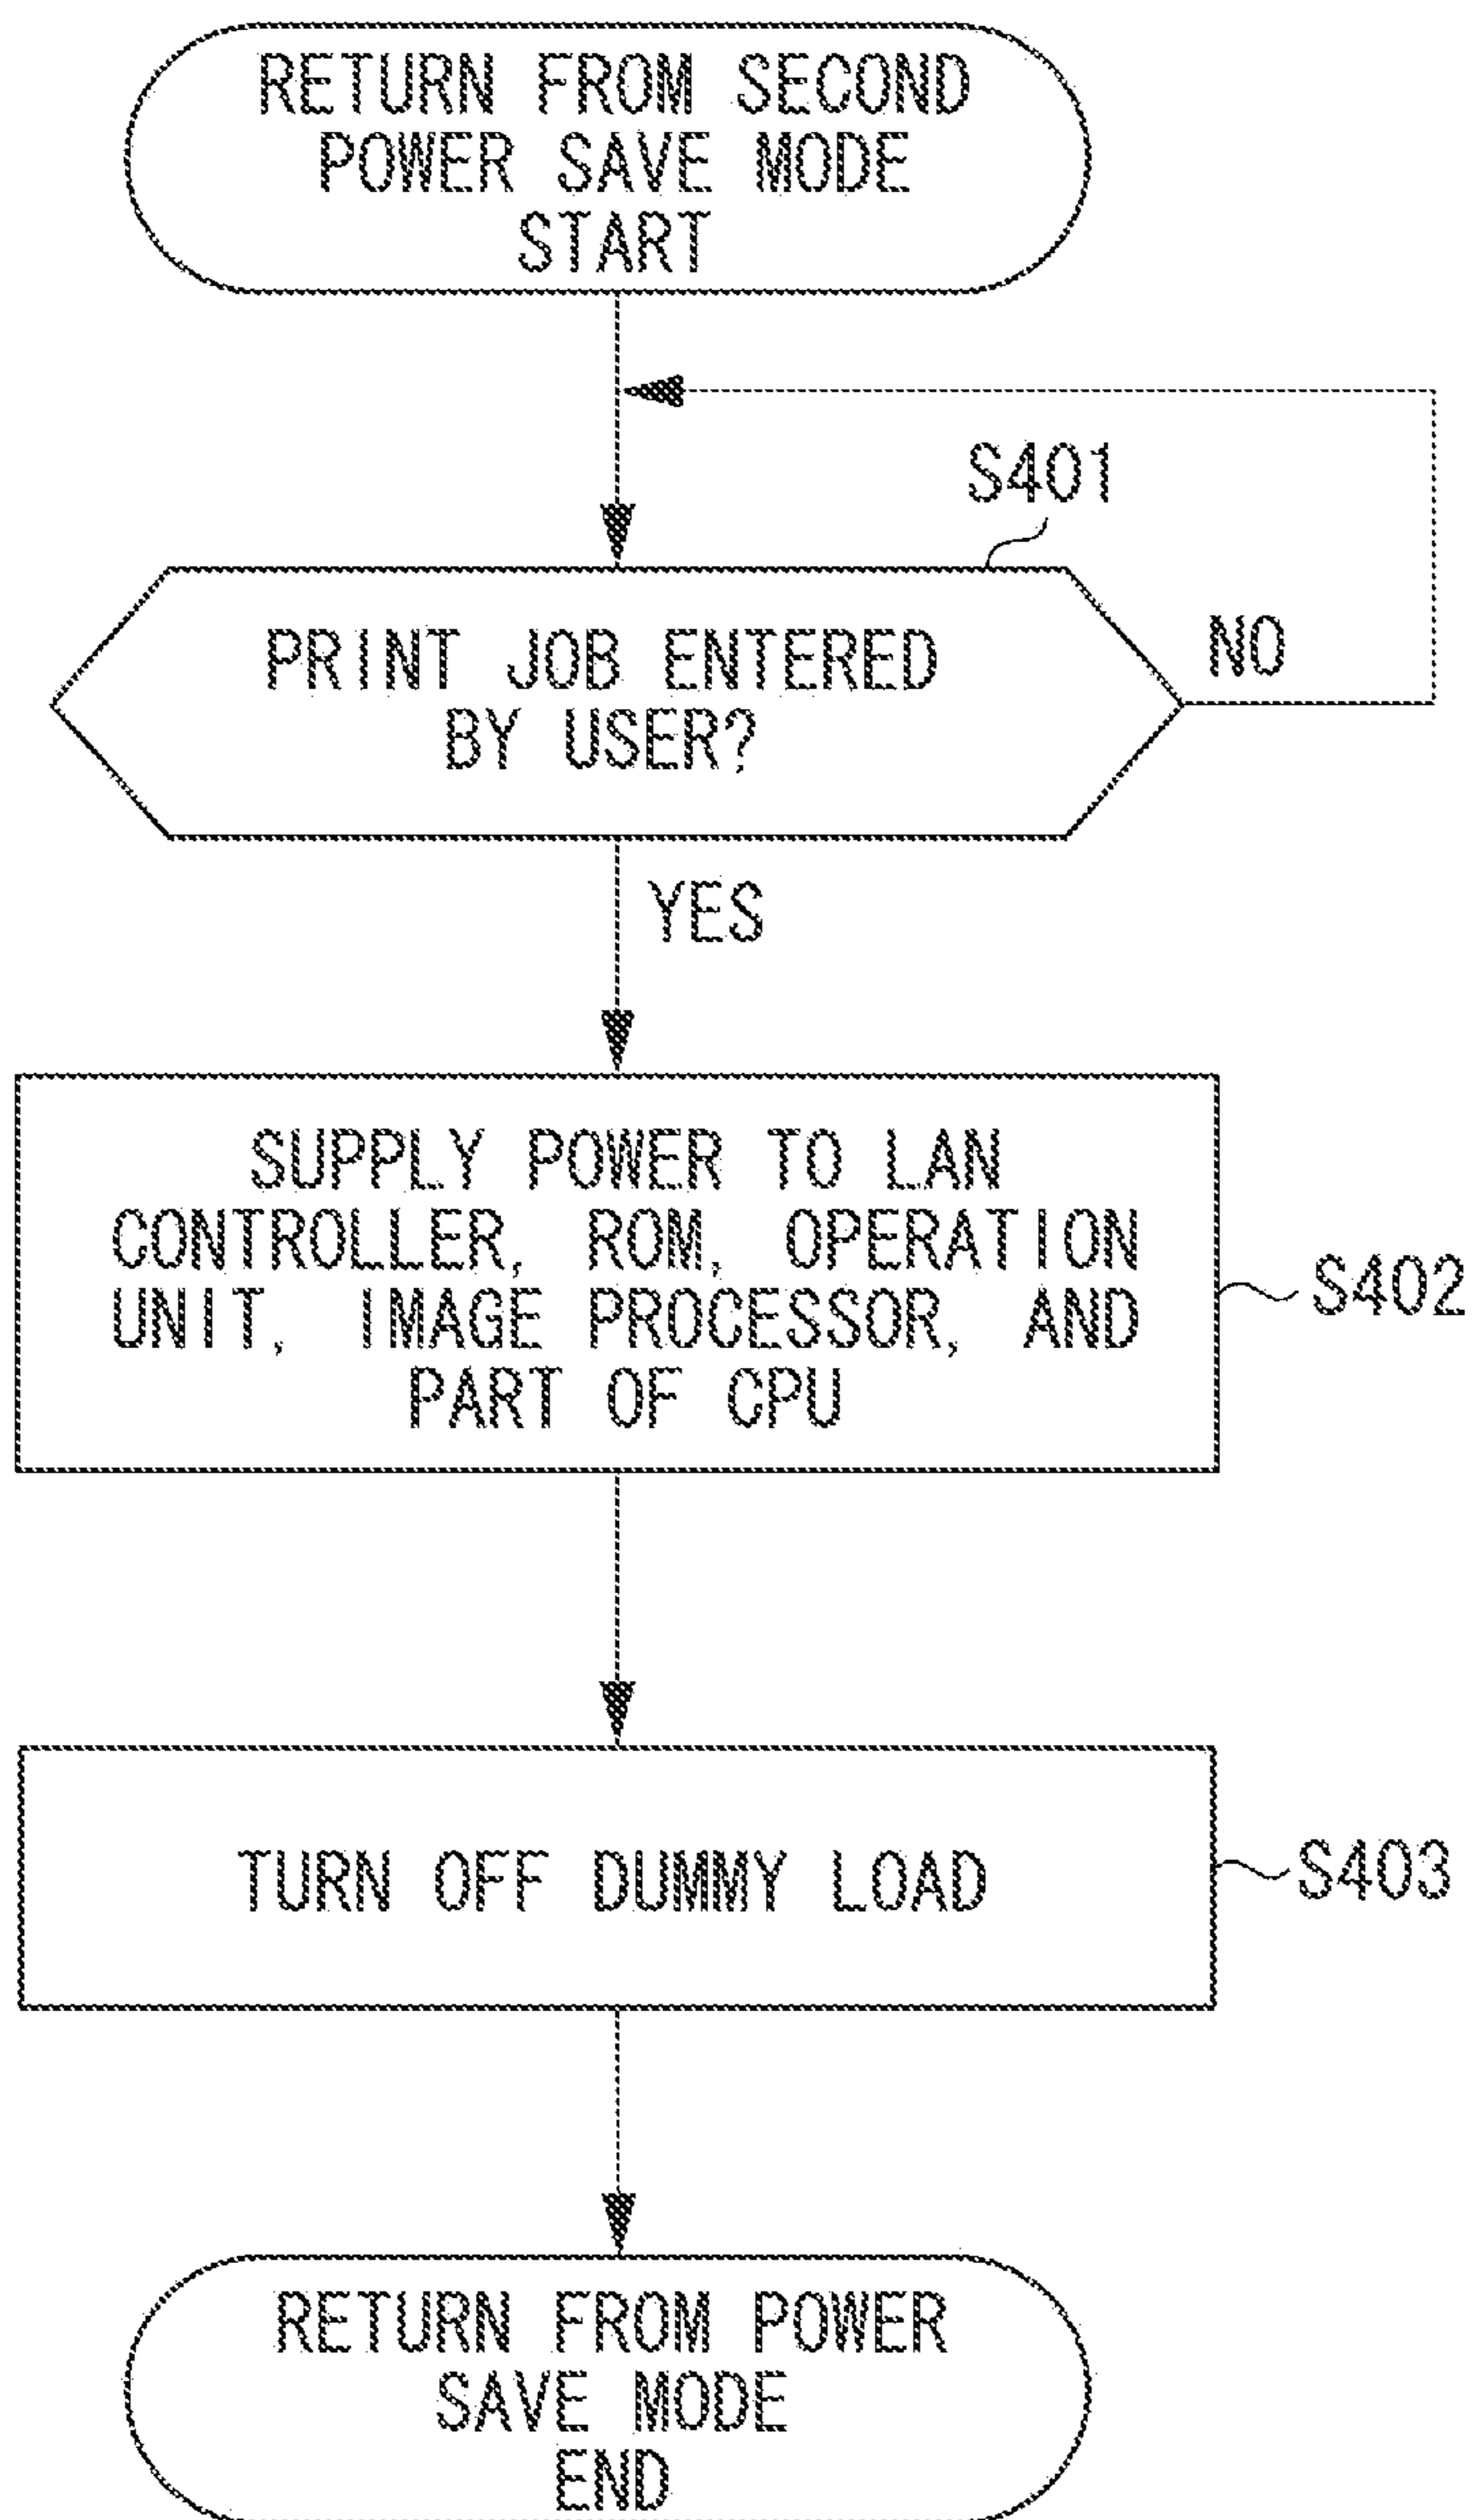 RETURN FROM SECOND
POWER SAVE MODE
START
S401
PRINT JOB ENTERED
BY USER?
NO
YES
SUPPLY POWER TO LAN
CONTROLLER, ROM, OPERATION
UNIT, IMAGE PROCESSOR, AND
PART OF CPU
S402
TURN OFF DUMMY LOAD
S403
RETURN FROM POWER
SAVE MODE
END